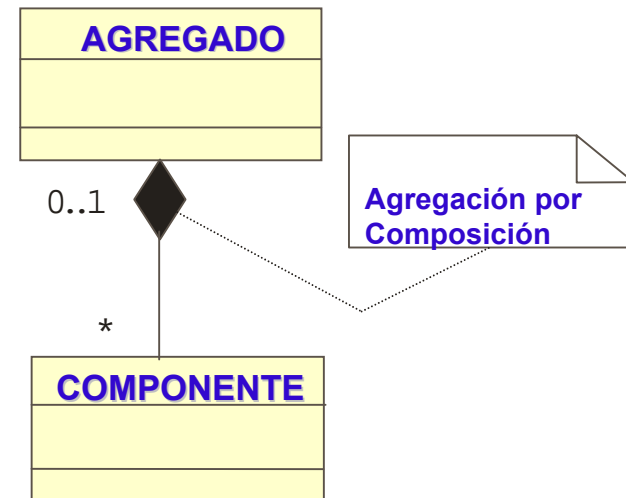 AGREGADO
0..1
Agregación por
Composición
*
COMPONENTE